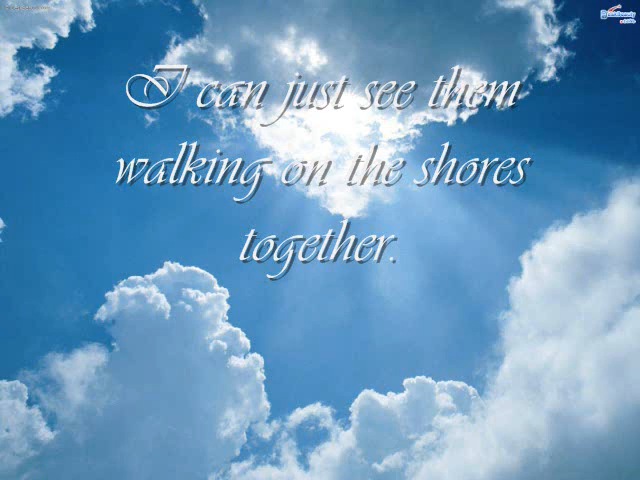 I can just see them
walking on the shores
together.